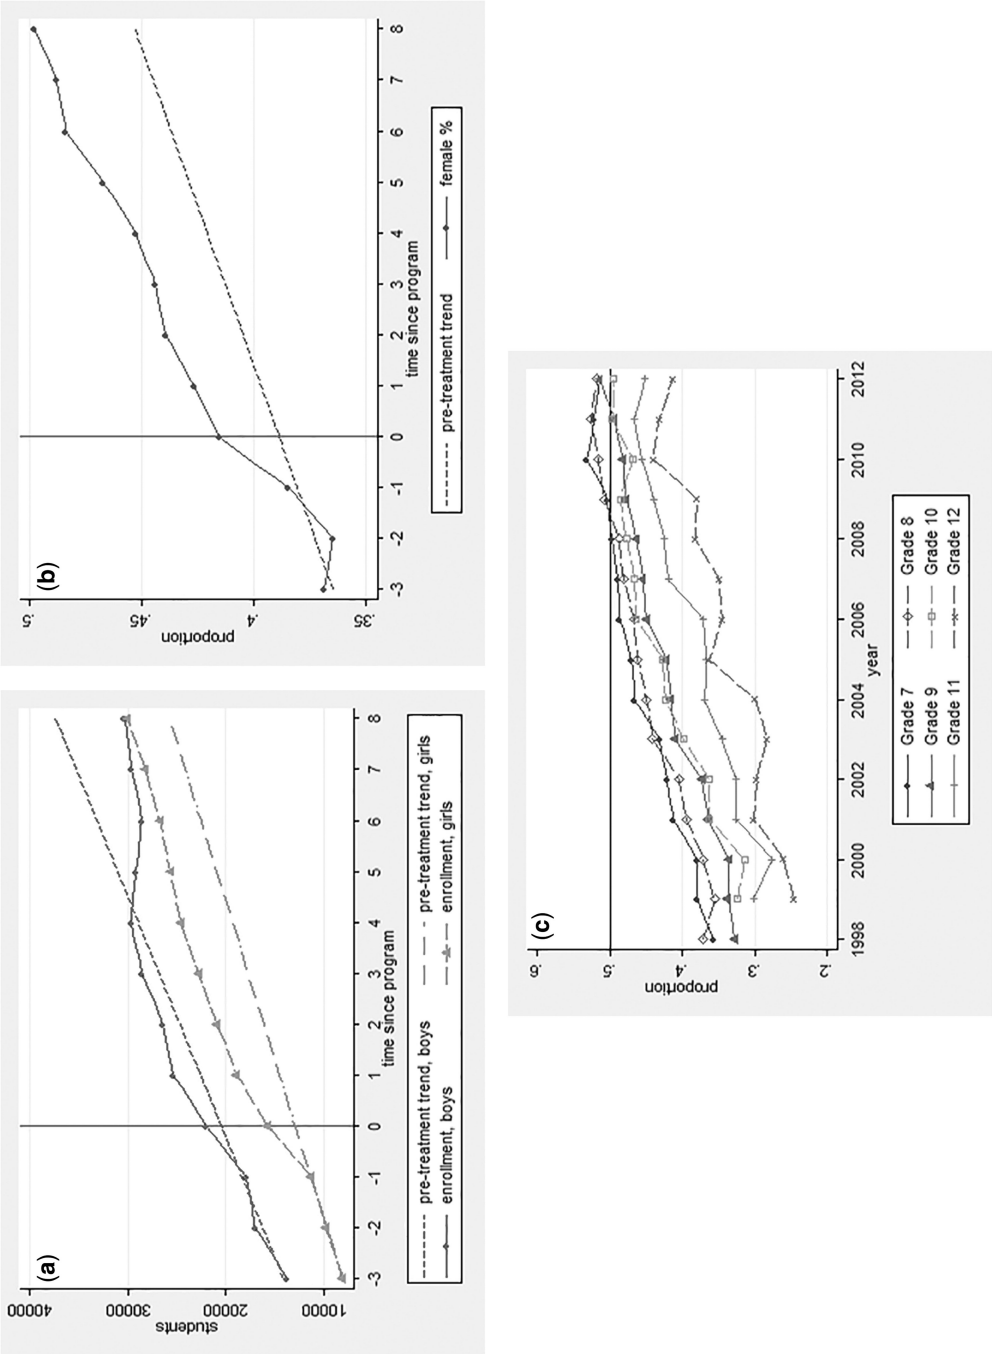 (a)
40000
30000
20000
10000
students
-3 -2 -1 0 1 2 3 4 5 6 7 8
time since program
pre-treatment trend, boys
pre-treatment trend, girls
enrollment, boys
enrollment, girls
(b)
.5
.45
.4
.35
proportion
-3 -2 -1 0 1 2 3 4 5 6 7 8
time since program
pre-treatment trend
female %
(c)
.6
.5
.4
.3
.2
proportion
1998 2000 2002 2004 2006 2008 2010 2012
year
Grade 7
Grade 8
Grade 9
Grade 10
Grade 11
Grade 12